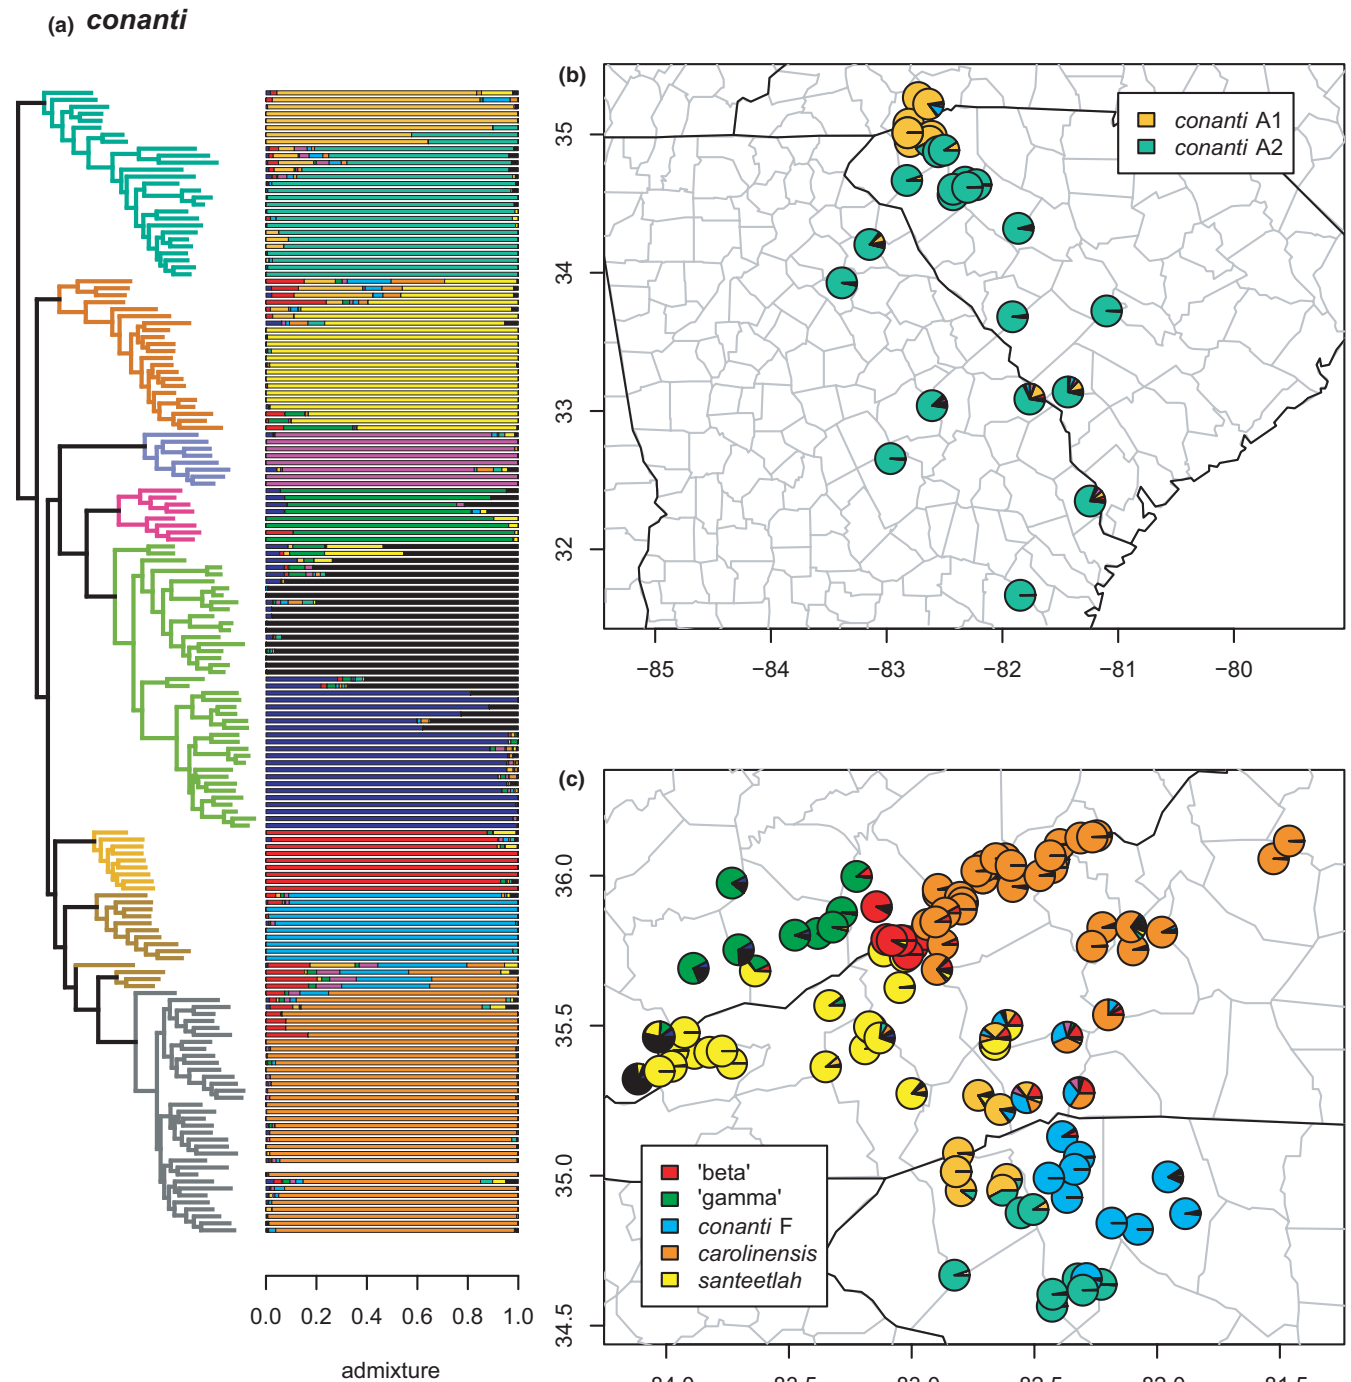 (a) conanti
0.0 0.2 0.4 0.6 0.8 1.0
admixture
(b)
conanti A1
conanti A2
35
34
33
32
−85 −84 −83 −82 −81 −80
(c)
36.0
35.5
35.0
34.5
'beta'
'gamma'
conanti F
carolinensis
santeetlah